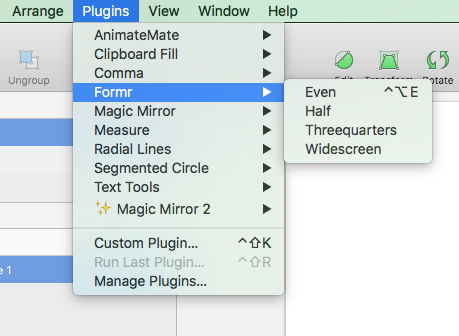 Arrange Plugins View Window Help
Ungroup
Edit Transform Rotate
AnimateMate
Clipboard Fill
Comma
Formr
Magic Mirror
Measure
Radial Lines
Segmented Circle
Text Tools
✨ Magic Mirror 2
Custom Plugin... ^⇧K
Run Last Plugin... ^⇧R
Manage Plugins...
Even ^⌥E
Half
Threequarters
Widescreen
e 1